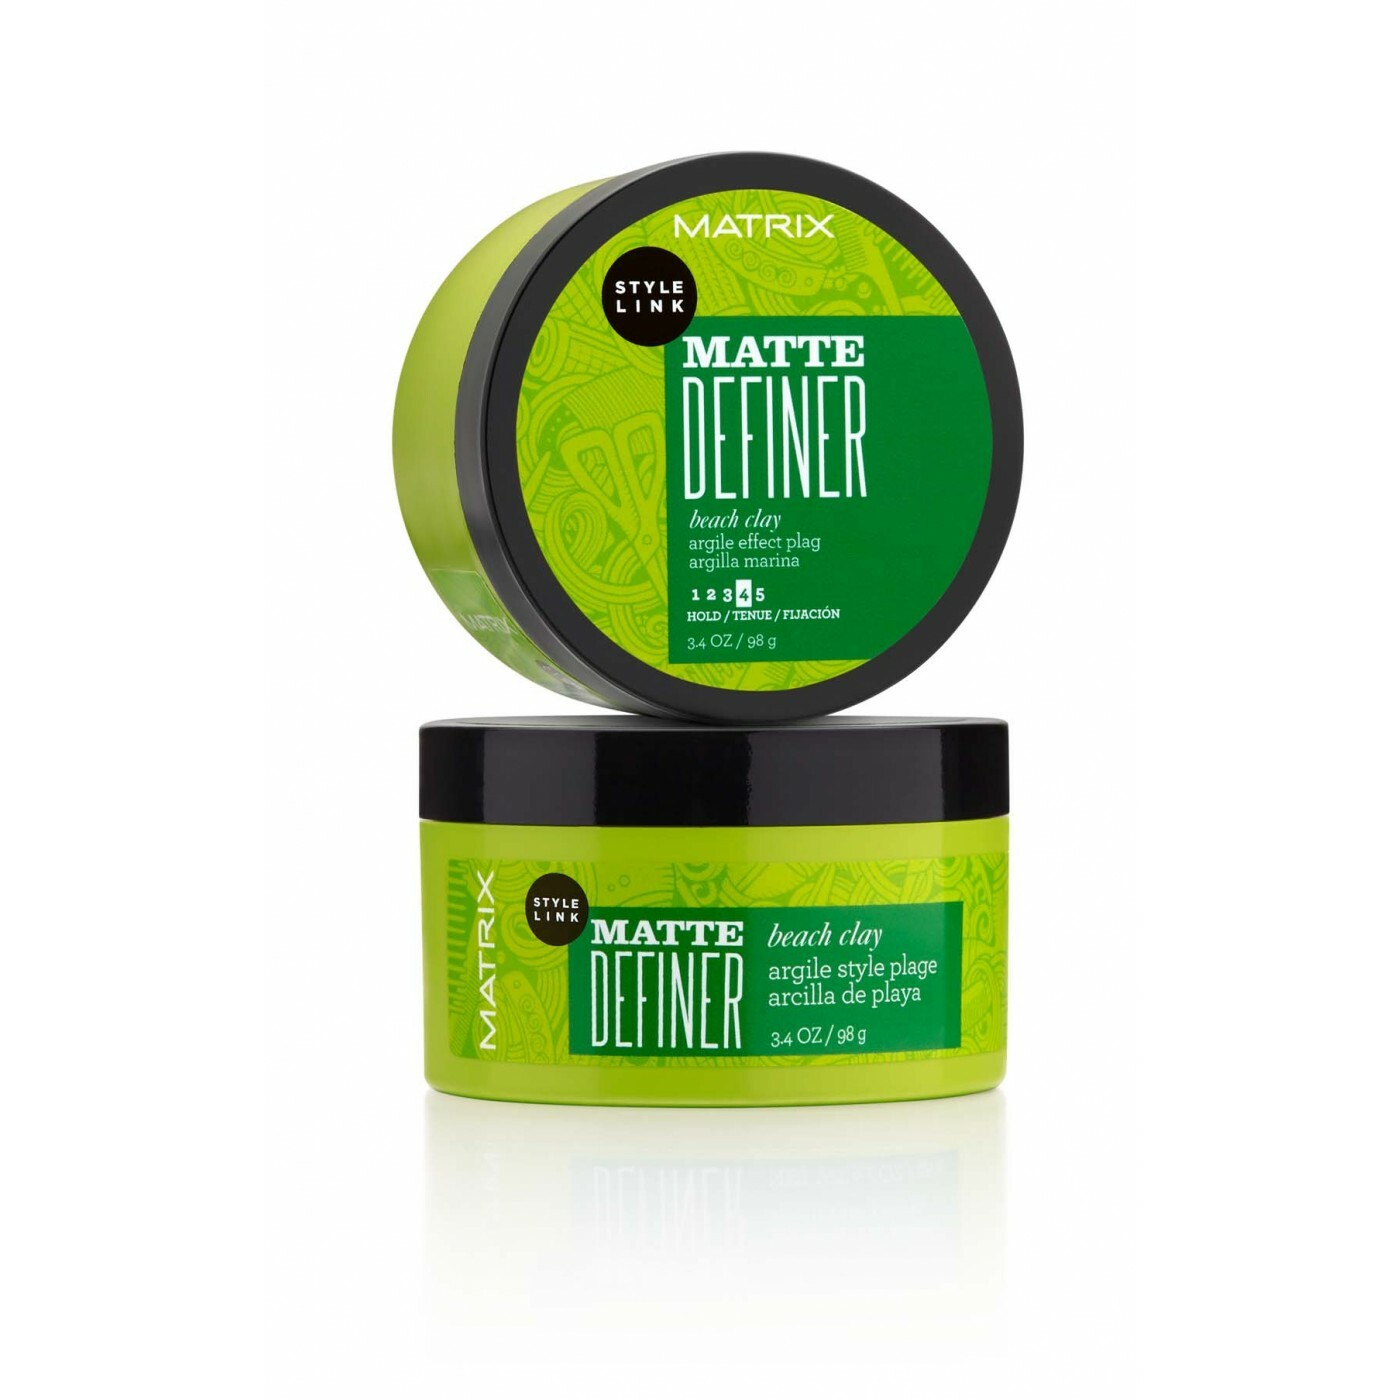 MATRIX
STYLE
LINK
MATTE
DEFINER
beach clay
argile effect plag
argilla marina
1 2 3 4 5
HOLD / TENUE / FIJACIÓN
3.4 OZ / 98 g
MATRIX
MATRIX
STYLE
LINK
MATTE
DEFINER
beach clay
argile style plage
arcilla de playa
3.4 OZ / 98 g